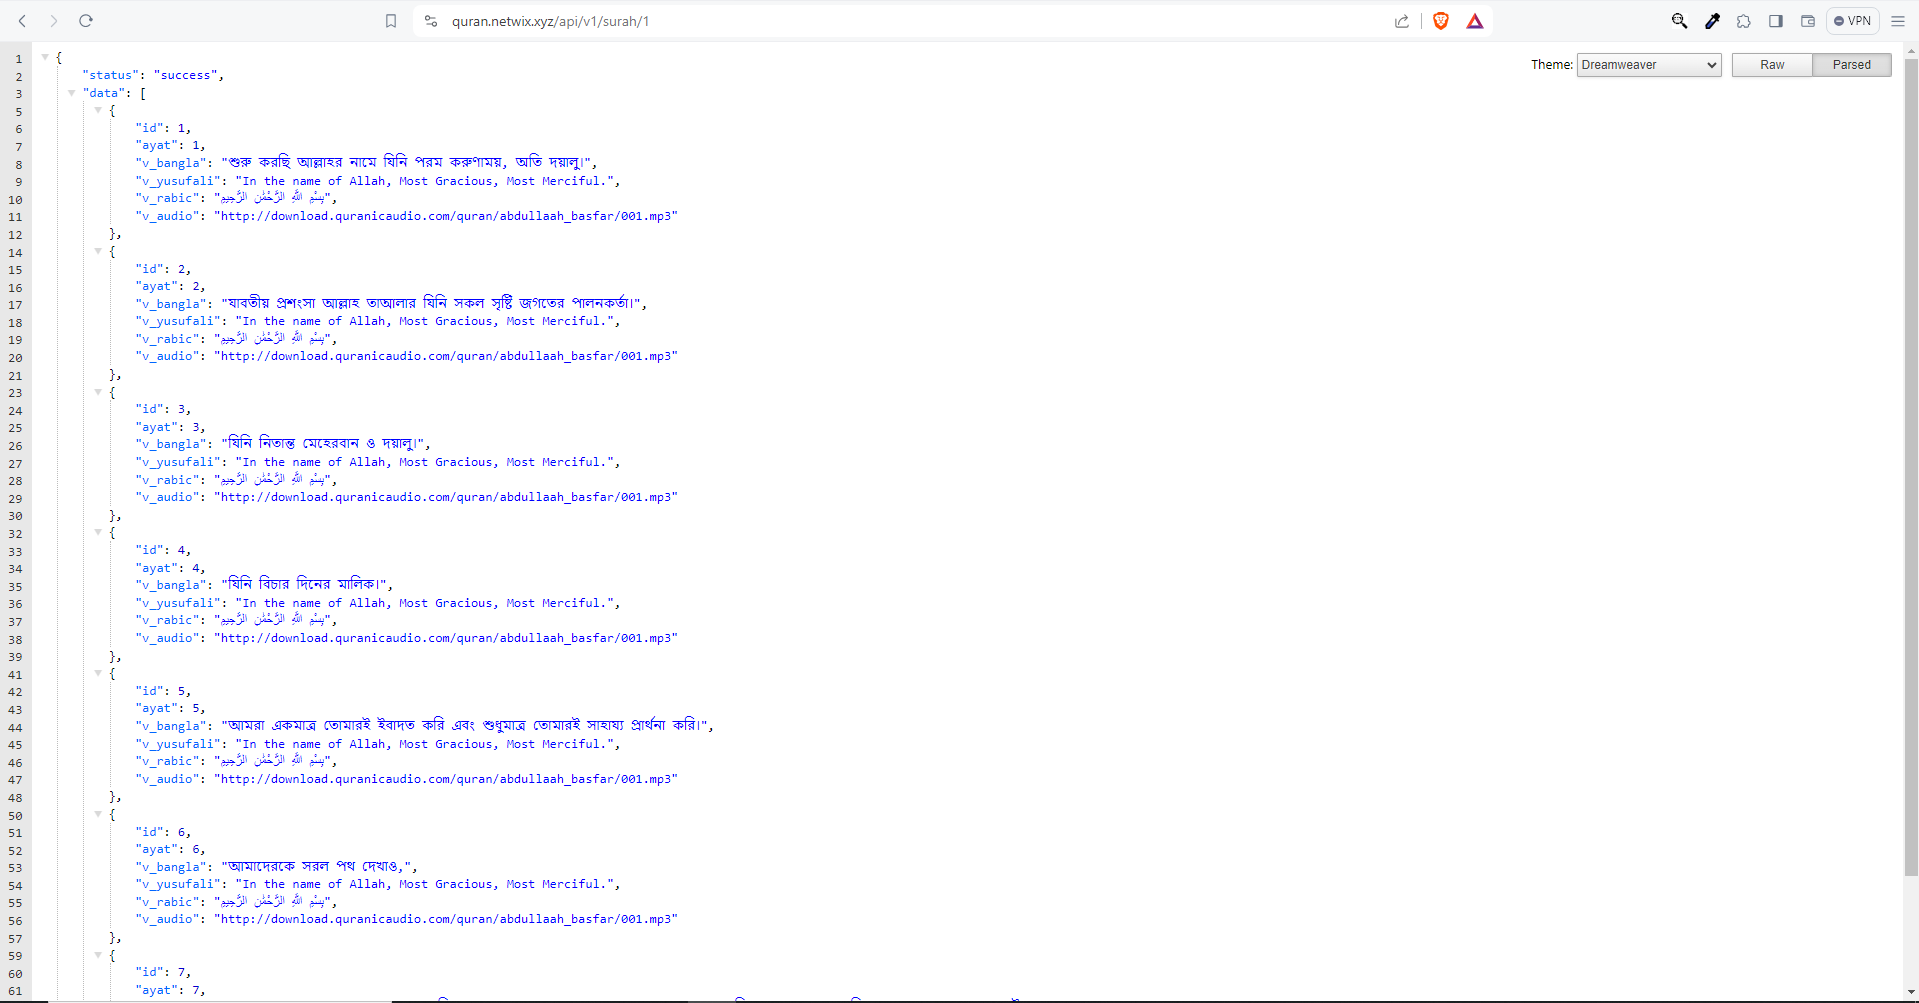 quran.netwix.xyz/api/v1/surah/1
VPN
Theme: Dreamweaver Raw Parsed
1 {
2 "status": "success",
3 "data": [
5 {
6 "id": 1,
7 "ayat": 1,
8 "v_bangla": "শুরু করছি আল্লাহর নামে যিনি পরম করুণাময়, অতি দয়ালু।",
9 "v_yusufali": "In the name of Allah, Most Gracious, Most Merciful.",
10 "v_rabic": "بِسْمِ اللَّهِ الرَّحْمَٰنِ الرَّحِيمِ",
11 "v_audio": "http://download.quranicaudio.com/quran/abdullaah_basfar/001.mp3"
12 },
14 {
15 "id": 2,
16 "ayat": 2,
17 "v_bangla": "যাবতীয় প্রশংসা আল্লাহ তাআলার যিনি সকল সৃষ্টি জগতের পালনকর্তা।",
18 "v_yusufali": "In the name of Allah, Most Gracious, Most Merciful.",
19 "v_rabic": "بِسْمِ اللَّهِ الرَّحْمَٰنِ الرَّحِيمِ",
20 "v_audio": "http://download.quranicaudio.com/quran/abdullaah_basfar/001.mp3"
21 },
23 {
24 "id": 3,
25 "ayat": 3,
26 "v_bangla": "যিনি নিতান্ত মেহেরবান ও দয়ালু।",
27 "v_yusufali": "In the name of Allah, Most Gracious, Most Merciful.",
28 "v_rabic": "بِسْمِ اللَّهِ الرَّحْمَٰنِ الرَّحِيمِ",
29 "v_audio": "http://download.quranicaudio.com/quran/abdullaah_basfar/001.mp3"
30 },
32 {
33 "id": 4,
34 "ayat": 4,
35 "v_bangla": "যিনি বিচার দিনের মালিক।",
36 "v_yusufali": "In the name of Allah, Most Gracious, Most Merciful.",
37 "v_rabic": "بِسْمِ اللَّهِ الرَّحْمَٰنِ الرَّحِيمِ",
38 "v_audio": "http://download.quranicaudio.com/quran/abdullaah_basfar/001.mp3"
39 },
41 {
42 "id": 5,
43 "ayat": 5,
44 "v_bangla": "আমরা একমাত্র তোমারই ইবাদত করি এবং শুধুমাত্র তোমারই সাহায্য প্রার্থনা করি।",
45 "v_yusufali": "In the name of Allah, Most Gracious, Most Merciful.",
46 "v_rabic": "بِسْمِ اللَّهِ الرَّحْمَٰنِ الرَّحِيمِ",
47 "v_audio": "http://download.quranicaudio.com/quran/abdullaah_basfar/001.mp3"
48 },
50 {
51 "id": 6,
52 "ayat": 6,
53 "v_bangla": "আমাদেরকে সরল পথ দেখাও,",
54 "v_yusufali": "In the name of Allah, Most Gracious, Most Merciful.",
55 "v_rabic": "بِسْمِ اللَّهِ الرَّحْمَٰنِ الرَّحِيمِ",
56 "v_audio": "http://download.quranicaudio.com/quran/abdullaah_basfar/001.mp3"
57 },
59 {
60 "id": 7,
61 "ayat": 7,